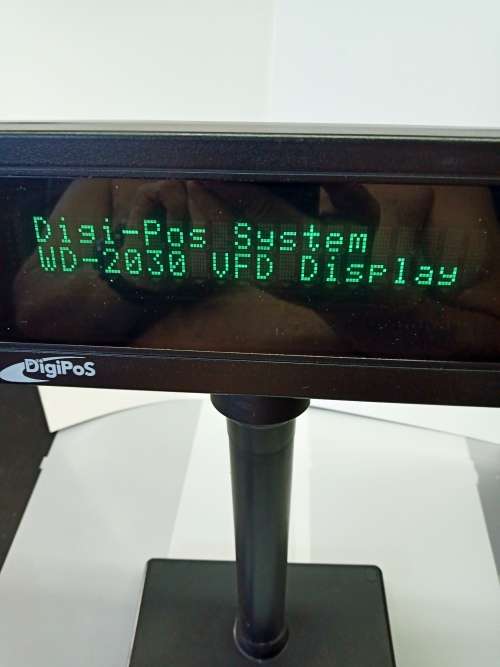 Digi-Pos System
WD-2030 VFD Display
DigiPoS